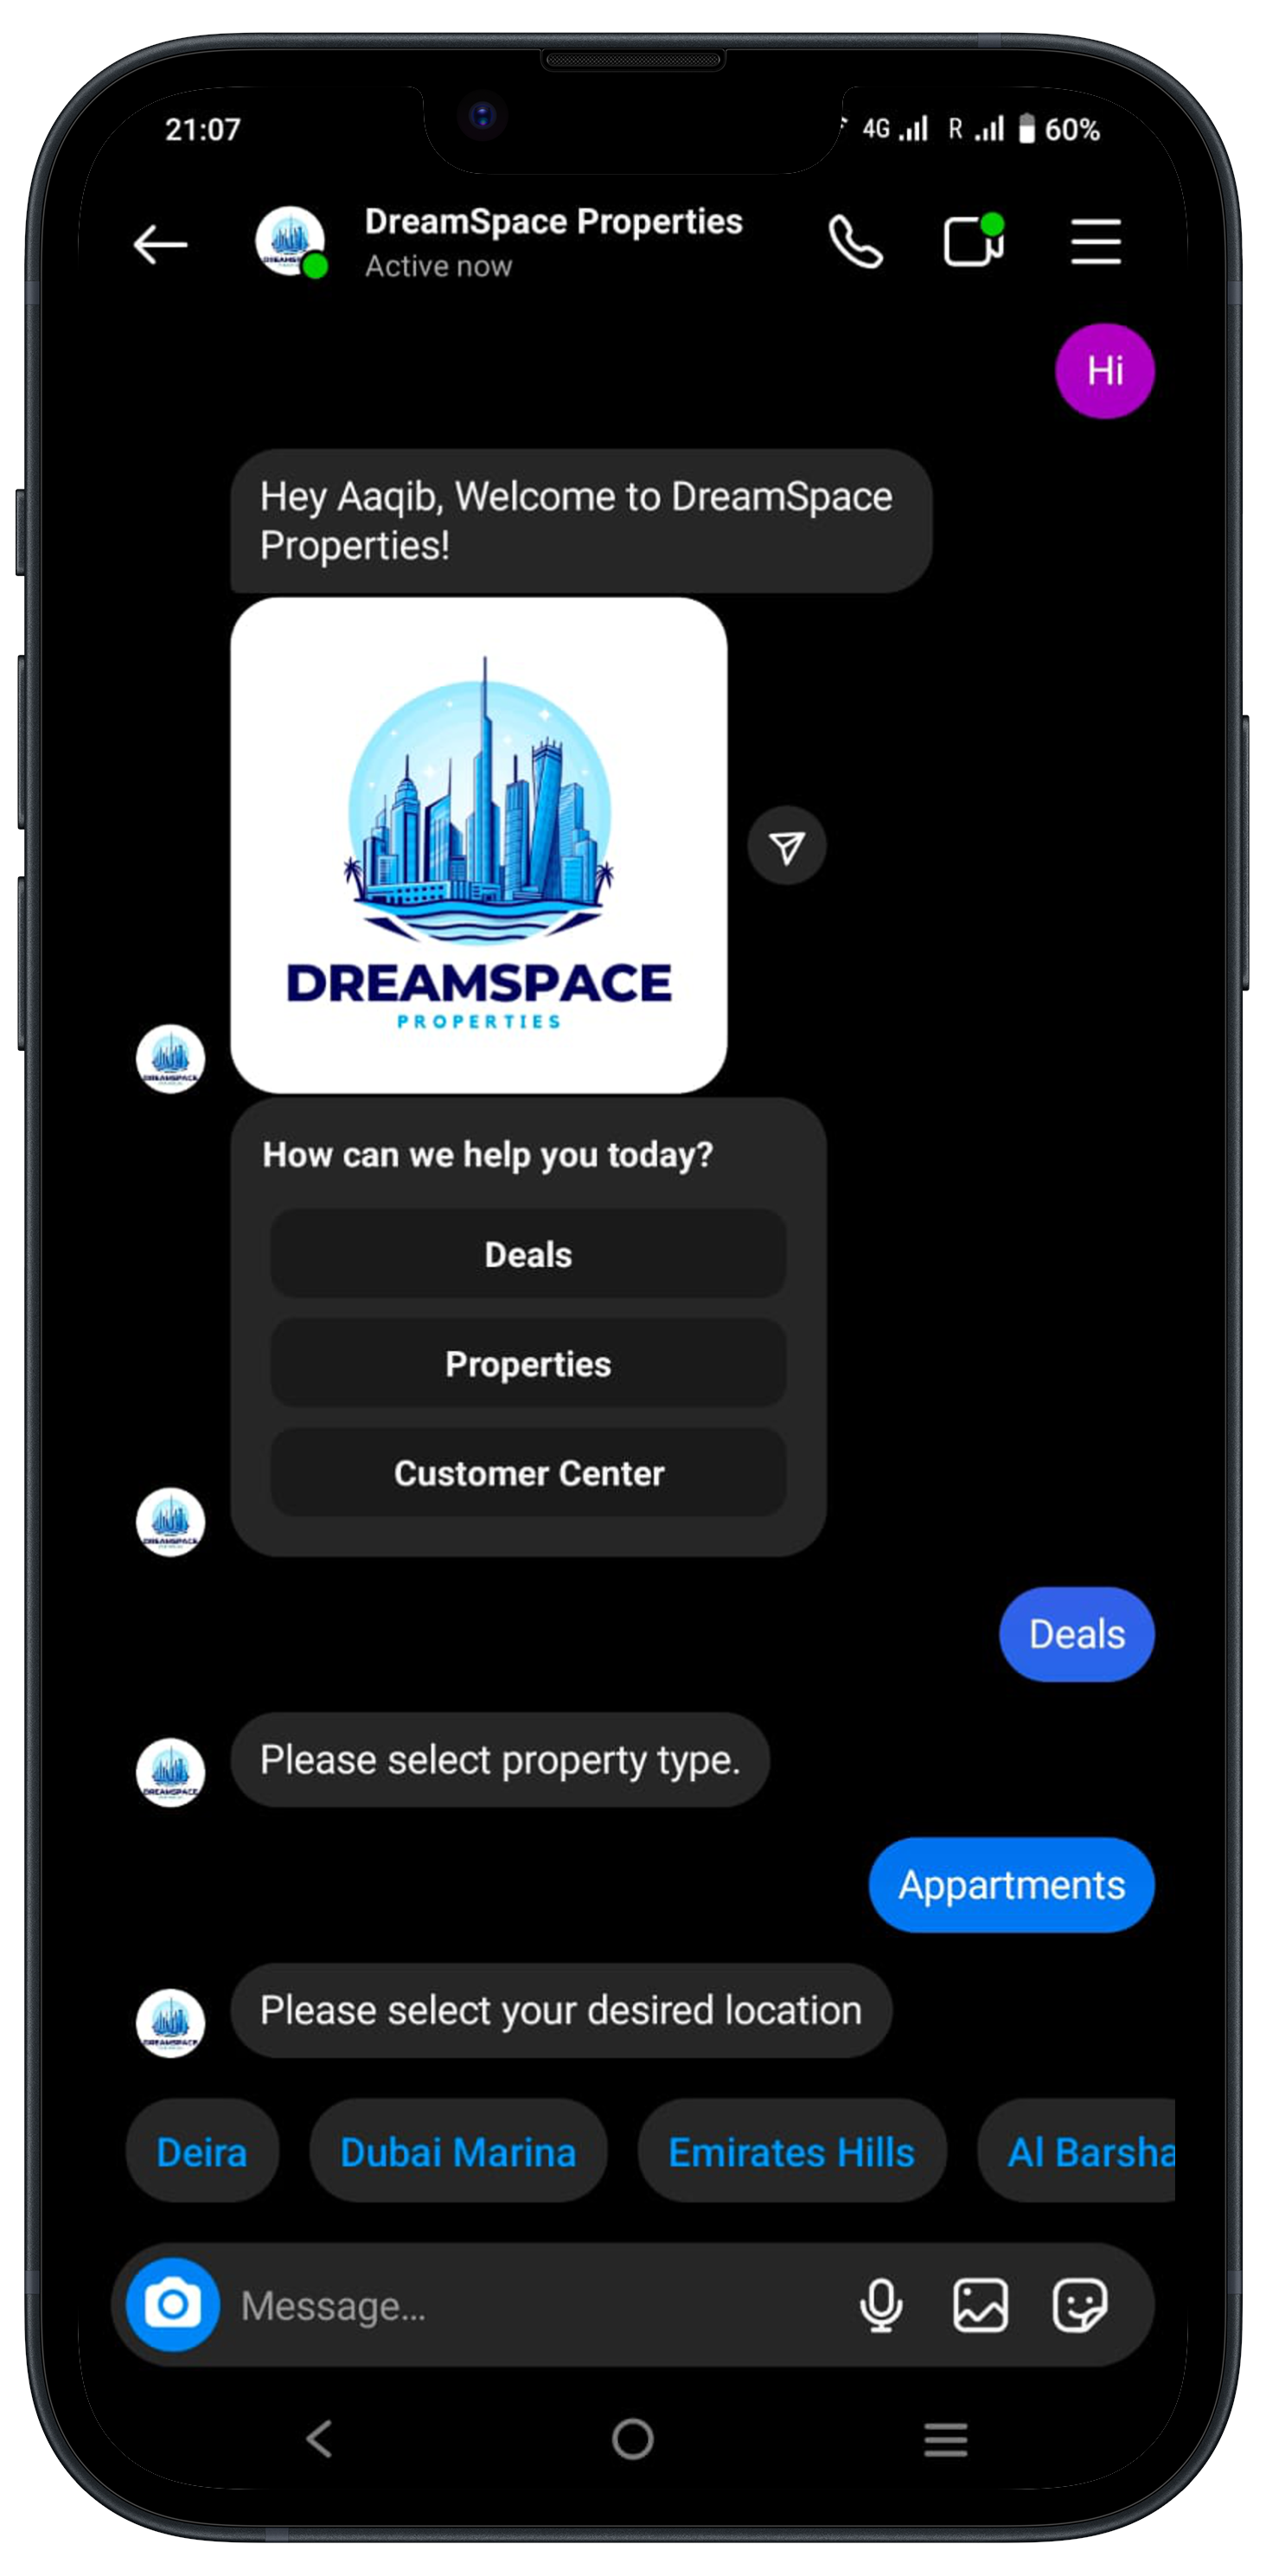 21:07
4G R 60%
DreamSpace Properties
Active now
Hi
Hey Aaqib, Welcome to DreamSpace
Properties!
DREAMSPACE
PROPERTIES
How can we help you today?
Deals
Properties
Customer Center
Deals
Please select property type.
Appartments
Please select your desired location
Deira Dubai Marina Emirates Hills Al Barsha
Message...